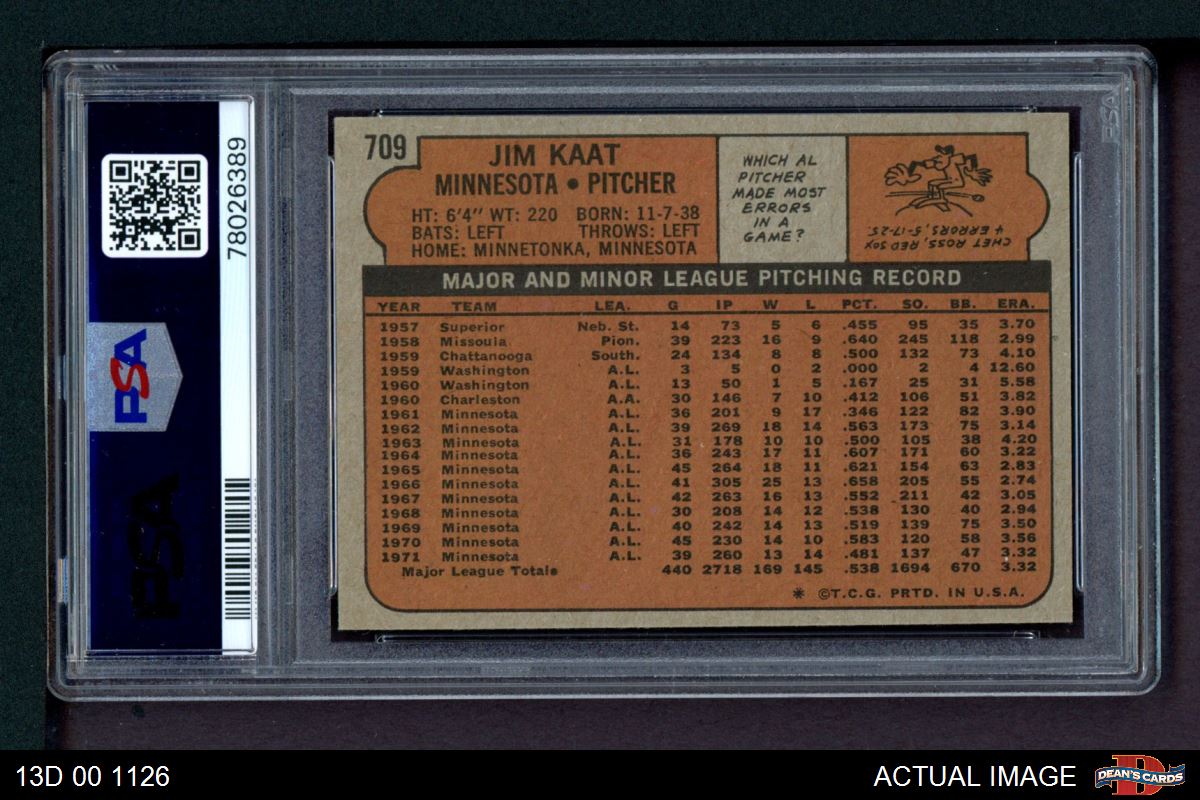 78026389
PSA
PSA
PSA
709
JIM KAAT
MINNESOTA • PITCHER
HT: 6'4" WT: 220 BORN: 11-7-38
BATS: LEFT THROWS: LEFT
HOME: MINNETONKA, MINNESOTA
WHICH AL
PITCHER
MADE MOST
ERRORS
IN A
GAME?
CHET ROSS, RED SOX
4 ERRORS, 5-17-25
MAJOR AND MINOR LEAGUE PITCHING RECORD
YEAR TEAM LEA. G IP W L PCT. SO. BB. ERA.
1957 Superior Neb. St. 14 73 5 6 .455 95 35 3.70
1958 Missoula Pion. 39 223 16 9 .640 245 118 2.99
1959 Chattanooga South. 24 134 8 8 .500 132 73 4.10
1959 Washington A.L. 3 5 0 2 .000 2 4 12.60
1960 Washington A.L. 13 50 1 5 .167 25 31 5.58
1960 Charleston A.A. 30 146 7 10 .412 106 51 3.82
1961 Minnesota A.L. 36 201 9 17 .346 122 82 3.90
1962 Minnesota A.L. 39 269 18 14 .563 173 75 3.14
1963 Minnesota A.L. 31 178 10 10 .500 105 38 4.20
1964 Minnesota A.L. 36 243 17 11 .607 171 60 3.22
1965 Minnesota A.L. 45 264 18 11 .621 154 63 2.83
1966 Minnesota A.L. 41 305 25 13 .658 205 55 2.74
1967 Minnesota A.L. 42 263 16 13 .552 211 42 3.05
1968 Minnesota A.L. 30 208 14 12 .538 130 40 2.94
1969 Minnesota A.L. 40 242 14 13 .519 139 75 3.50
1970 Minnesota A.L. 45 230 14 10 .583 120 58 3.56
1971 Minnesota A.L. 39 260 13 14 .481 137 47 3.32
Major League Totals 440 2718 169 145 .538 1694 670 3.32
* ©T.C.G. PRTD. IN U.S.A.
13D 00 1126
ACTUAL IMAGE
D
DEAN'S CARDS